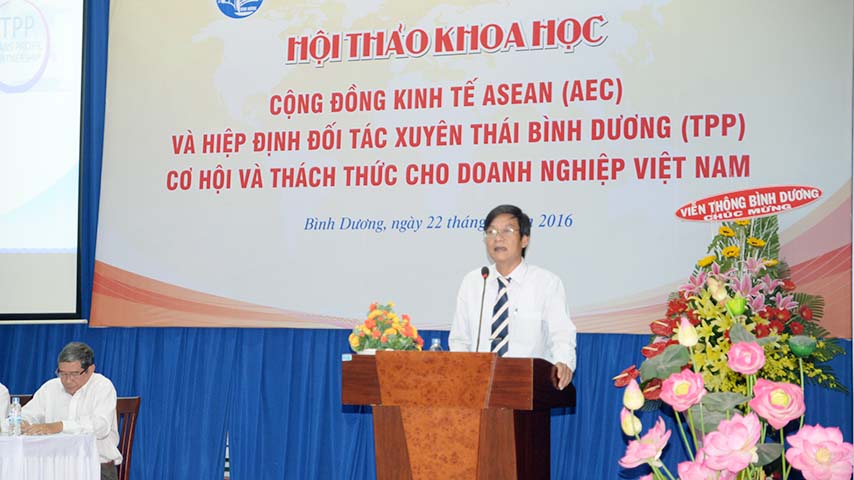 TPP
HỘI THẢO KHOA HỌC
CỘNG ĐỒNG KINH TẾ ASEAN (AEC)
VÀ HIỆP ĐỊNH ĐỐI TÁC XUYÊN THÁI BÌNH DƯƠNG (TPP)
CƠ HỘI VÀ THÁCH THỨC CHO DOANH NGHIỆP VIỆT NAM
Bình Dương, ngày 22 tháng 2016
VIỄN THÔNG BÌNH DƯƠNG
CHÚC MỪNG